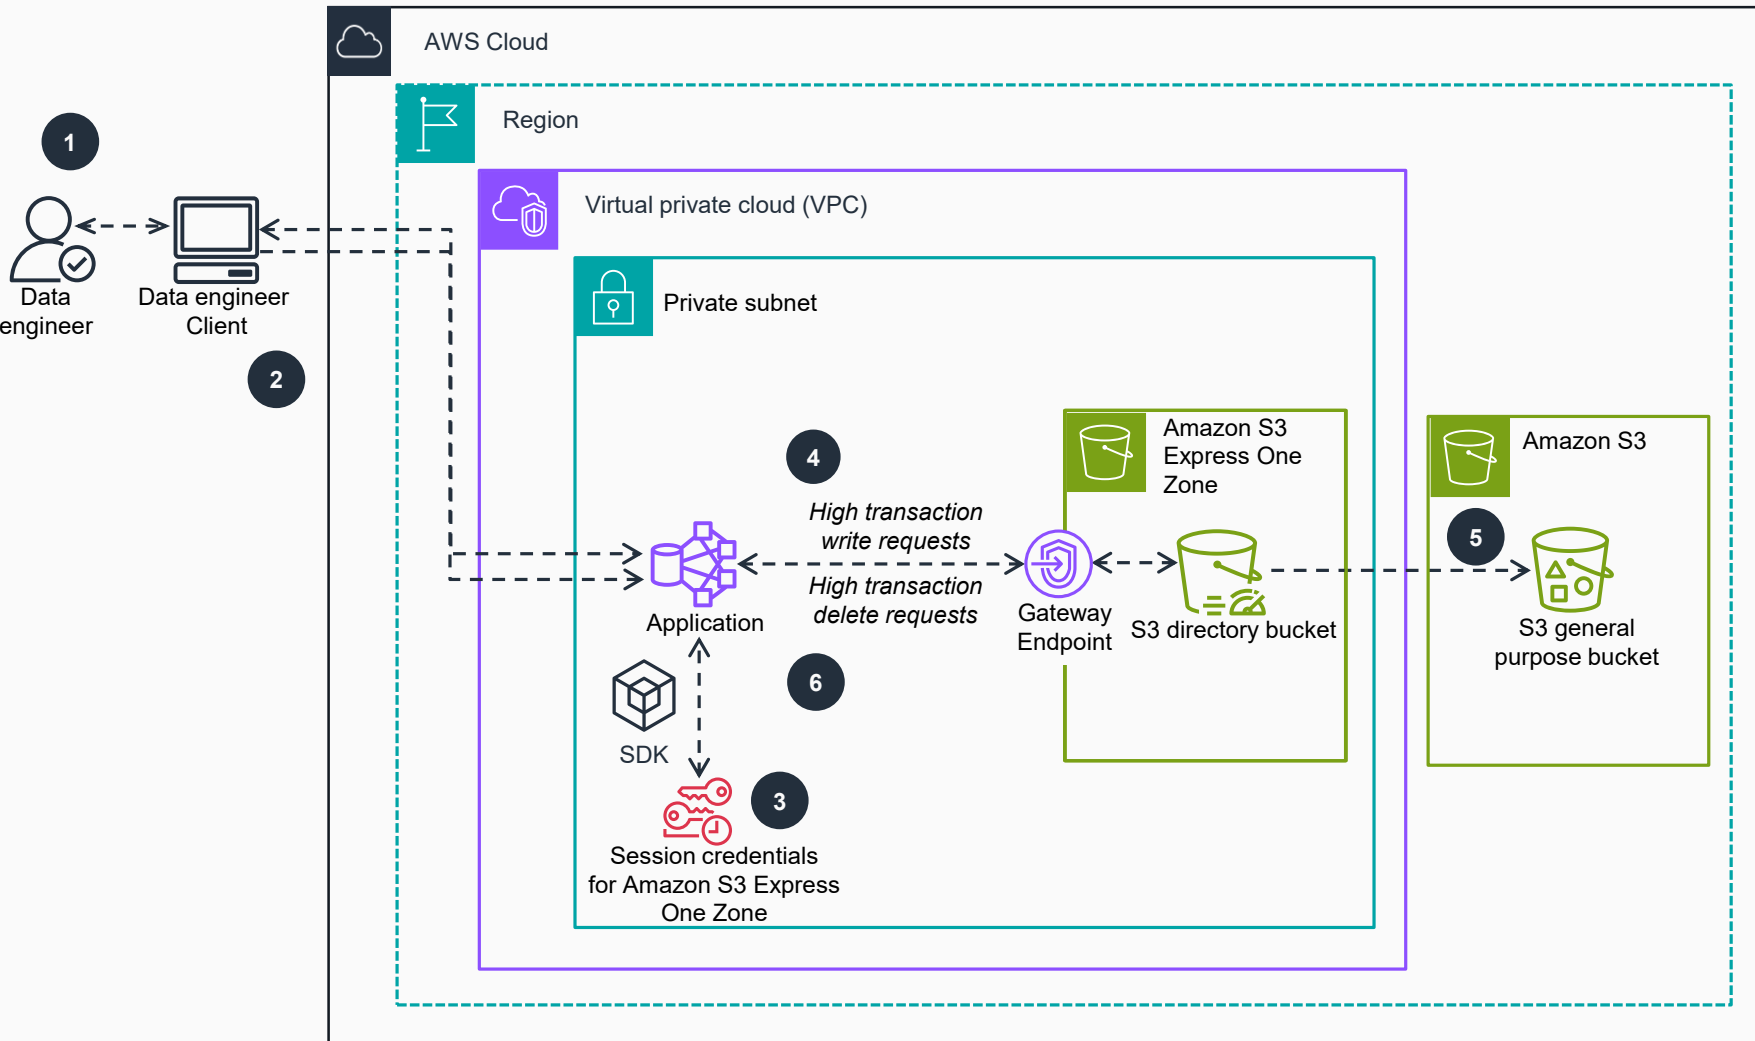 AWS Cloud
Region
1
Virtual private cloud (VPC)
Data
engineer
Data engineer
Client
Private subnet
2
4
High transaction
write requests
High transaction
delete requests
Amazon S3
Express One
Zone
Amazon S3
5
Application
Gateway
Endpoint
S3 directory bucket
S3 general
purpose bucket
6
SDK
3
Session credentials
for Amazon S3 Express
One Zone